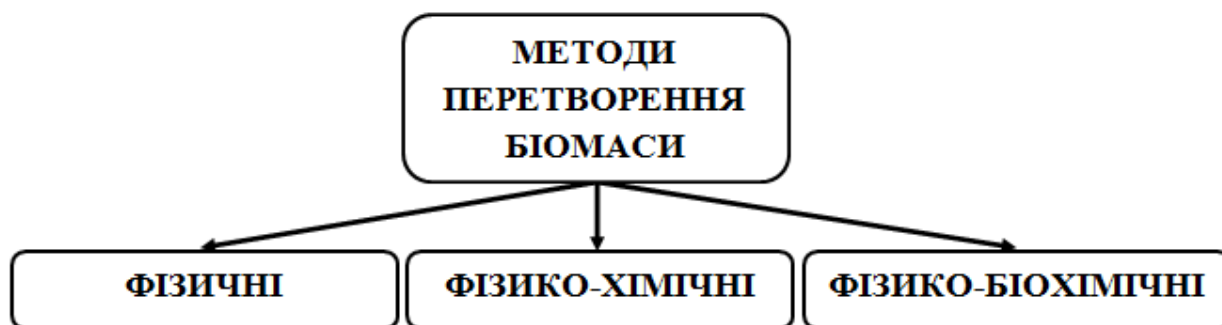 МЕТОДИ
ПЕРЕТВОРЕННЯ
БІОМАСИ
ФІЗИЧНІ
ФІЗИКО-ХІМІЧНІ
ФІЗИКО-БІОХІМІЧНІ